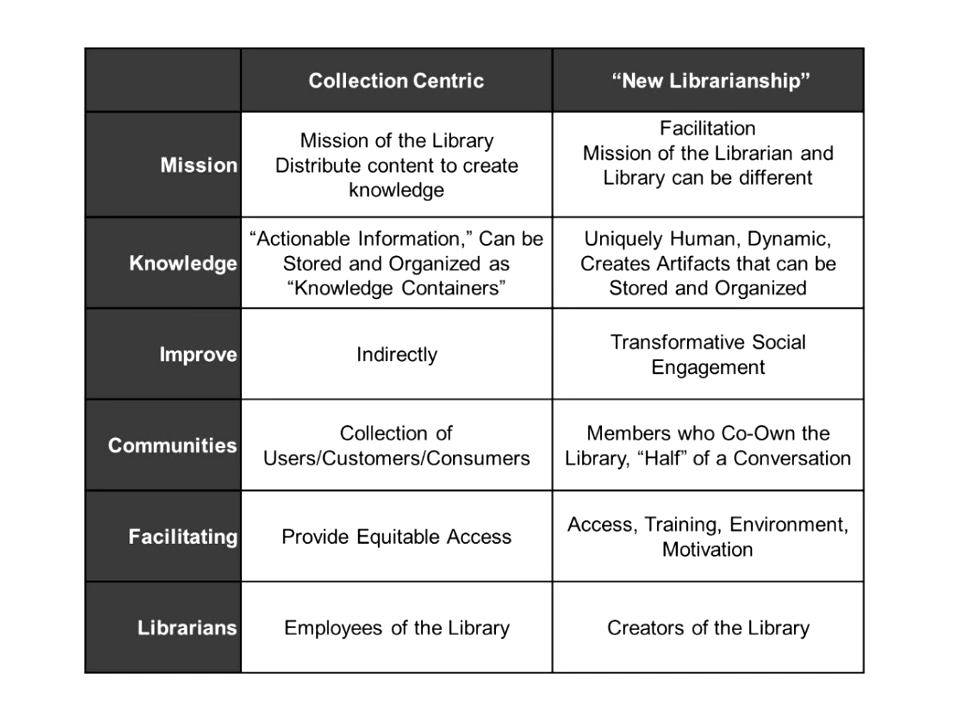 Collection Centric
“New Librarianship”
Mission
Mission of the Library
Distribute content to create
knowledge
Facilitation
Mission of the Librarian and
Library can be different
Knowledge
“Actionable Information,” Can be
Stored and Organized as
“Knowledge Containers”
Uniquely Human, Dynamic,
Creates Artifacts that can be
Stored and Organized
Improve
Indirectly
Transformative Social
Engagement
Communities
Collection of
Users/Customers/Consumers
Members who Co-Own the
Library, “Half” of a Conversation
Facilitating
Provide Equitable Access
Access, Training, Environment,
Motivation
Librarians
Employees of the Library
Creators of the Library